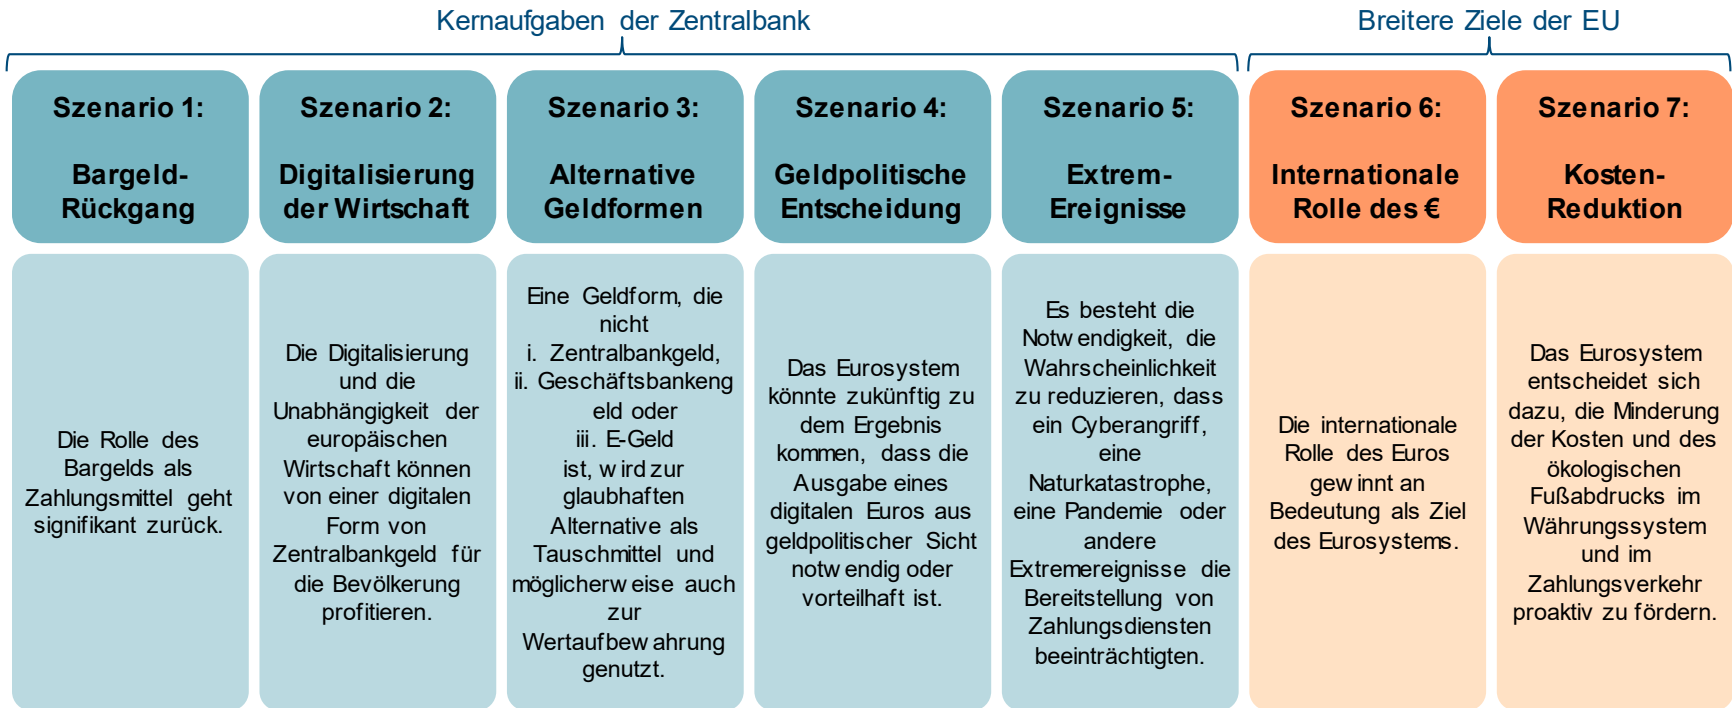 Kernaufgaben der Zentralbank
Breitere Ziele der EU
Szenario 1:
Bargeld-
Rückgang
Szenario 2:
Digitalisierung
der Wirtschaft
Szenario 3:
Alternative
Geldformen
Szenario 4:
Geldpolitische
Entscheidung
Szenario 5:
Extrem-
Ereignisse
Szenario 6:
Internationale
Rolle des €
Szenario 7:
Kosten-
Reduktion
Die Rolle des
Bargelds als
Zahlungsmittel geht
signifikant zurück.
Die Digitalisierung
und die
Unabhängigkeit der
europäischen
Wirtschaft können
von einer digitalen
Form von
Zentralbankgeld für
die Bevölkerung
profitieren.
Eine Geldform, die
nicht
i. Zentralbankgeld,
ii. Geschäftsbankeng
eld oder
iii. E-Geld
ist, wird zur
glaubhaften
Alternative als
Tauschmittel und
möglicherweise auch
zur
Wertaufbewahrung
genutzt.
Das Eurosystem
könnte zukünftig zu
dem Ergebnis
kommen, dass die
Ausgabe eines
digitalen Euros aus
geldpolitischer Sicht
notwendig oder
vorteilhaft ist.
Es besteht die
Notwendigkeit, die
Wahrscheinlichkeit
zu reduzieren, dass
ein Cyberangriff,
eine
Naturkatastrophe,
eine Pandemie oder
andere
Extremereignisse die
Bereitstellung von
Zahlungsdiensten
beeinträchtigten.
Die internationale
Rolle des Euros
gewinnt an
Bedeutung als Ziel
des Eurosystems.
Das Eurosystem
entscheidet sich
dazu, die Minderung
der Kosten und des
ökologischen
Fußabdrucks im
Währungssystem
und im
Zahlungsverkehr
proaktiv zu fördern.